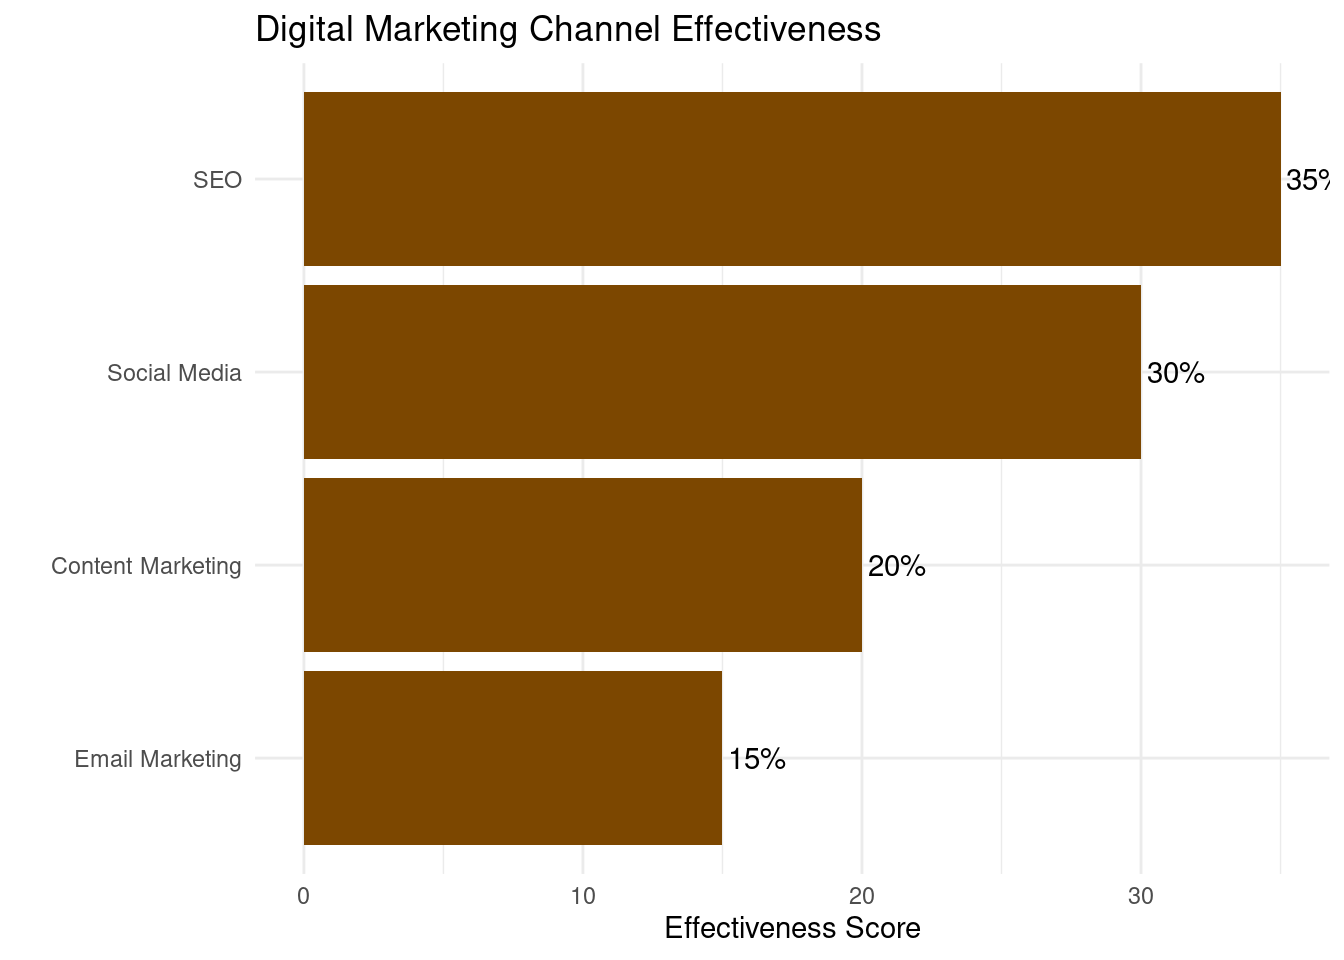 Digital Marketing Channel Effectiveness
SEO
35%
Social Media
30%
Content Marketing
20%
Email Marketing
15%
0 10 20 30
Effectiveness Score